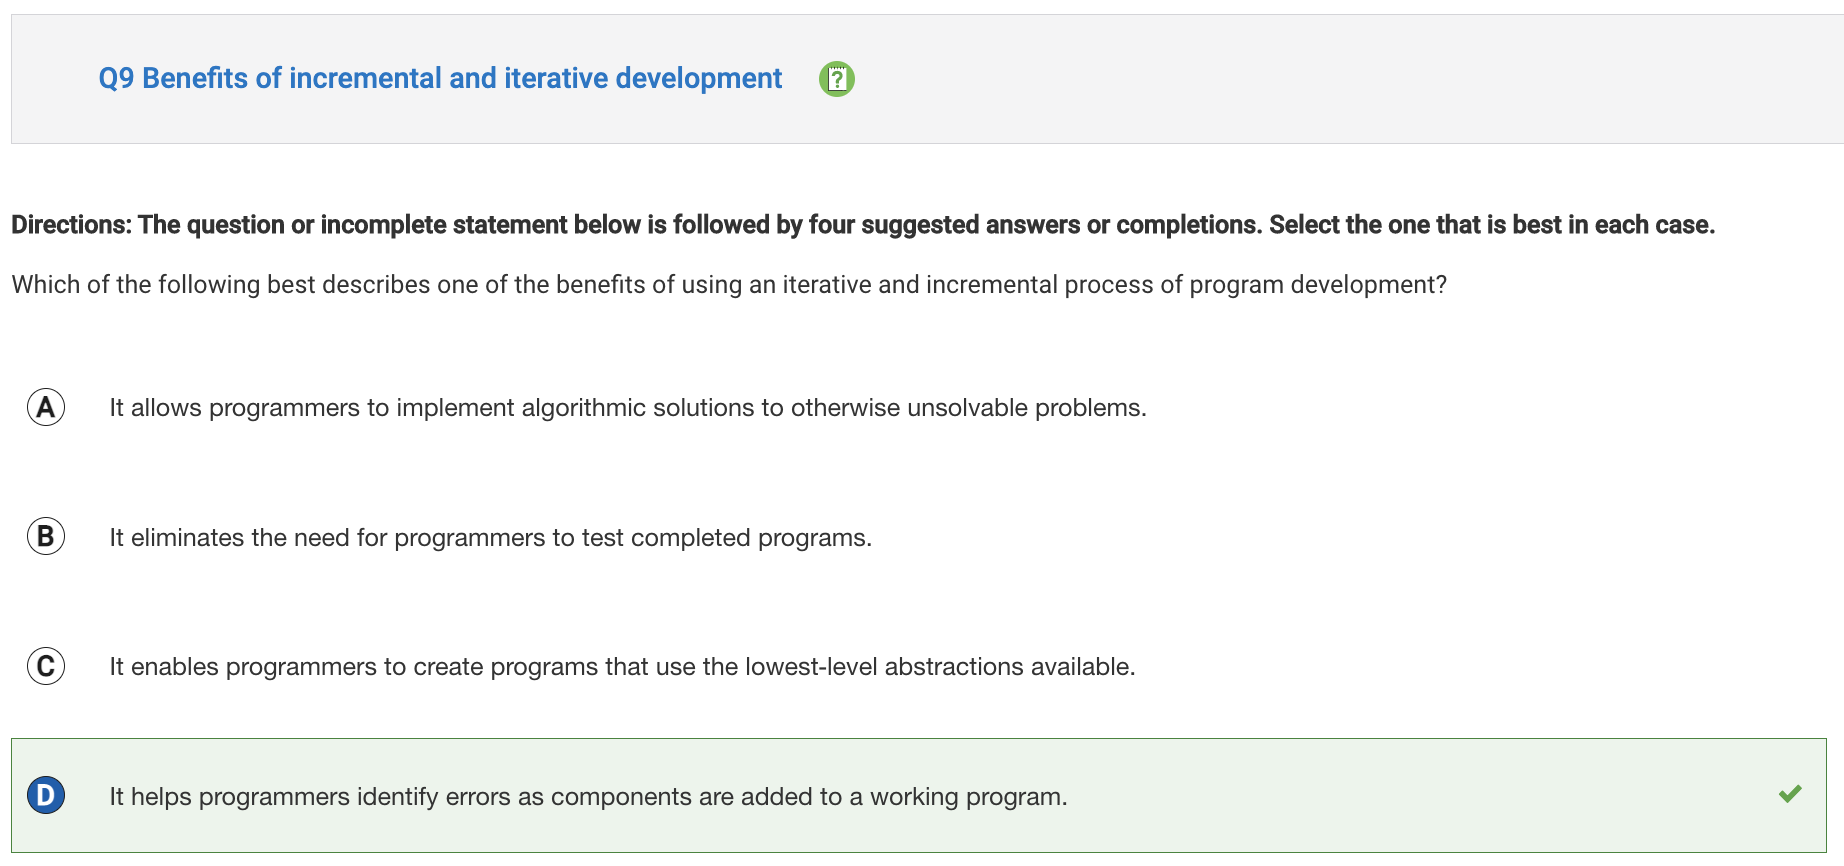 Q9 Benefits of incremental and iterative development ?
Directions: The question or incomplete statement below is followed by four suggested answers or completions. Select the one that is best in each case.
Which of the following best describes one of the benefits of using an iterative and incremental process of program development?
A It allows programmers to implement algorithmic solutions to otherwise unsolvable problems.
B It eliminates the need for programmers to test completed programs.
C It enables programmers to create programs that use the lowest-level abstractions available.
D It helps programmers identify errors as components are added to a working program.